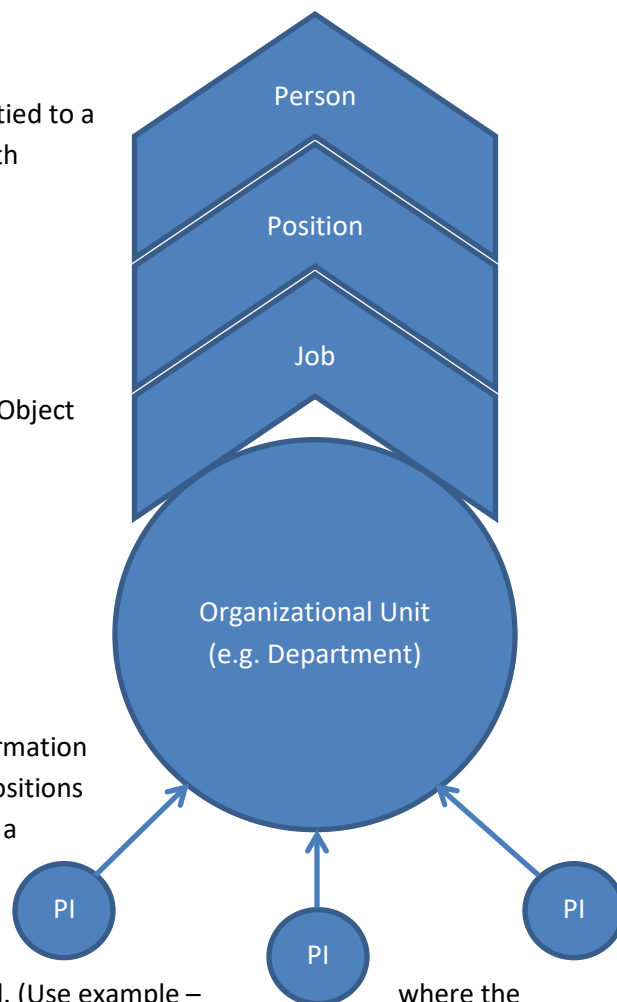 Person
tied to a
th
Position
Job
Object
Organizational Unit
(e.g. Department)
rmation
ositions
a
PI
PI
PI
l. (Use example –
where the